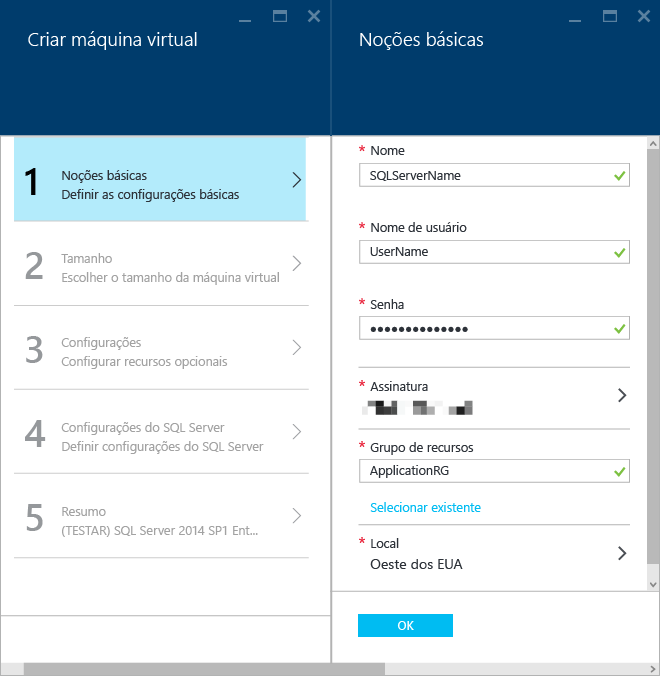 Criar máquina virtual
1
Noções básicas
Definir as configurações básicas
2
Tamanho
Escolher o tamanho da máquina virtual
3
Configurações
Configurar recursos opcionais
4
Configurações do SQL Server
Definir configurações do SQL Server
5
Resumo
(TESTAR) SQL Server 2014 SP1 Ent...
Noções básicas
* Nome
SQLServerName
* Nome de usuário
UserName
* Senha
••••••••••••••
* Assinatura
* Grupo de recursos
ApplicationRG
Selecionar existente
* Local
Oeste dos EUA
OK